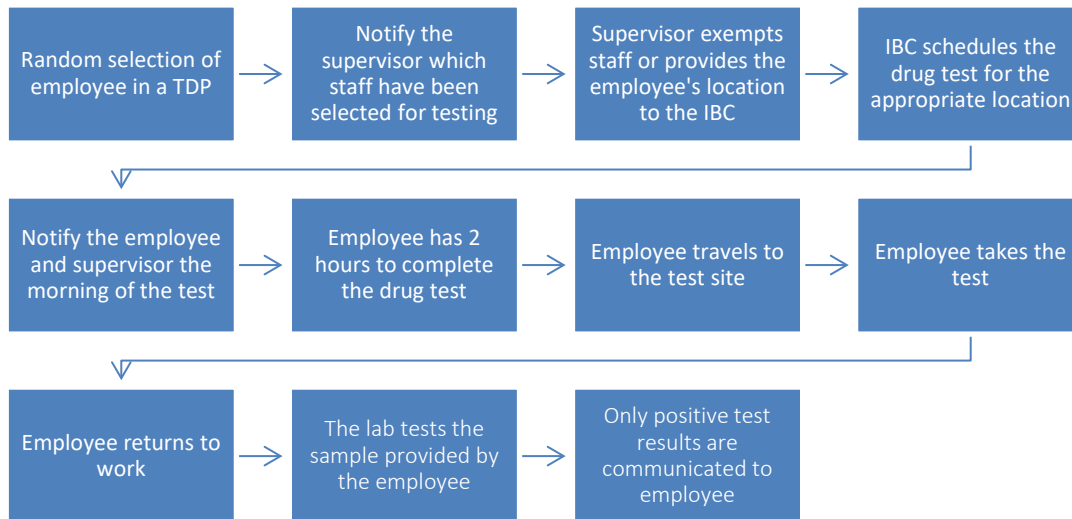 Random selection of
employee in a TDP
Notify the
supervisor which
staff have been
selected for testing
Supervisor exempts
staff or provides the
employee's location
to the IBC
IBC schedules the
drug test for the
appropriate location
Notify the employee
and supervisor the
morning of the test
Employee has 2
hours to complete
the drug test
Employee travels to
the test site
Employee takes the
test
Employee returns to
work
The lab tests the
sample provided by
the employee
Only positive test
results are
communicated to
employee